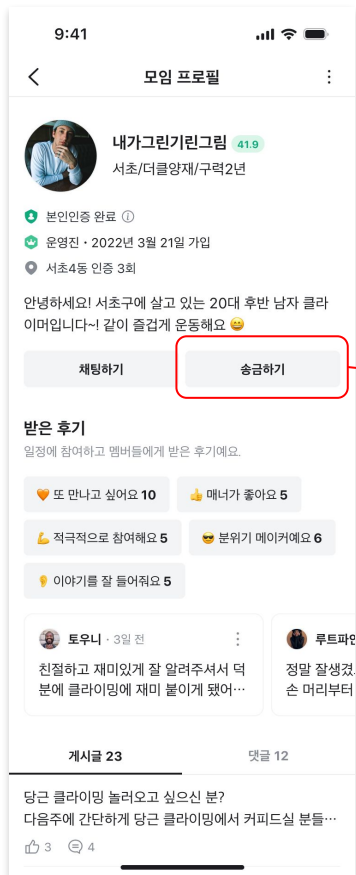 9:41
모임 프로필
내가그린기린그림 41.9
서초/더클양재/구력2년
본인인증 완료
운영진 • 2022년 3월 21일 가입
서초4동 인증 3회
안녕하세요! 서초구에 살고 있는 20대 후반 남자 클라
이머입니다~! 같이 즐겁게 운동해요 😄
채팅하기 송금하기
받은 후기
일정에 참여하고 멤버들에게 받은 후기예요.
🧡 또 만나고 싶어요 10 👍 매너가 좋아요 5
💪 적극적으로 참여해요 5 😎 분위기 메이커예요 6
👂 이야기를 잘 들어줘요 5
토우니 · 3일 전
친절하고 재미있게 잘 알려주셔서 덕
분에 클라이밍에 재미 붙이게 됐어…
루트파인
정말 잘생겼
손 머리부터
게시글 23 댓글 12
당근 클라이밍 놀러오고 싶으신 분?
다음주에 간단하게 당근 클라이밍에서 커피드실 분들…
3 4